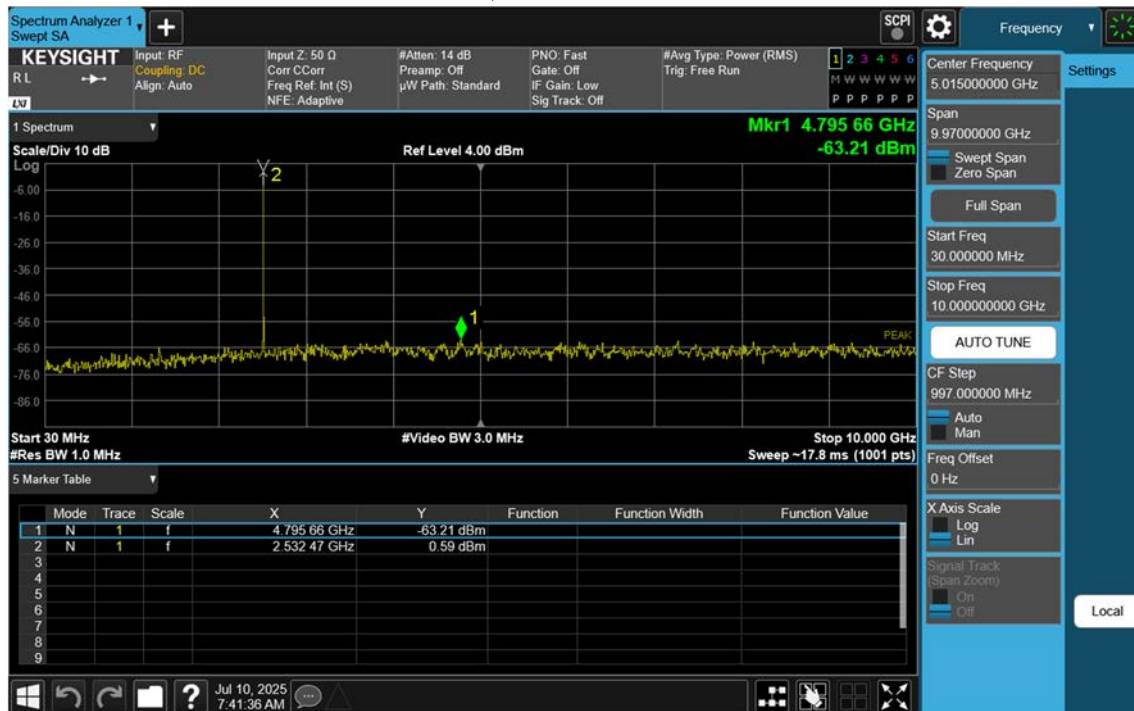 Spectrum Analyzer 1
Swept SA
+
SCPI
Frequency
KEYSIGHT
R L
LXI
Input: RF
Coupling: DC
Align: Auto
Input Z: 50 Ω
Corr CCorr
Freq Ref: Int (S)
NFE: Adaptive
#Atten: 14 dB
Preamp: Off
µW Path: Standard
PNO: Fast
Gate: Off
IF Gain: Low
Sig Track: Off
#Avg Type: Power (RMS)
Trig: Free Run
1 2 3 4 5 6
M W W W W W
P P P P P P
1 Spectrum
Mkr1 4.795 66 GHz
-63.21 dBm
Scale/Div 10 dB
Ref Level 4.00 dBm
Log
-6.00
-16.0
-26.0
-36.0
-46.0
-56.0
-66.0
-76.0
-86.0
2
1
PEAK
Start 30 MHz
#Video BW 3.0 MHz
Stop 10.000 GHz
#Res BW 1.0 MHz
Sweep ~17.8 ms (1001 pts)
5 Marker Table
Mode Trace Scale X Y Function Function Width Function Value
1 N 1 f 4.795 66 GHz -63.21 dBm
2 N 1 f 2.532 47 GHz 0.59 dBm
3
4
5
6
7
8
9
Jul 10, 2025
7:41:36 AM
Center Frequency
5.015000000 GHz
Settings
Span
9.97000000 GHz
Swept Span
Zero Span
Full Span
Start Freq
30.000000 MHz
Stop Freq
10.000000000 GHz
AUTO TUNE
CF Step
997.000000 MHz
Auto
Man
Freq Offset
0 Hz
X Axis Scale
Log
Lin
Signal Track
(Span Zoom)
On
Off
Local